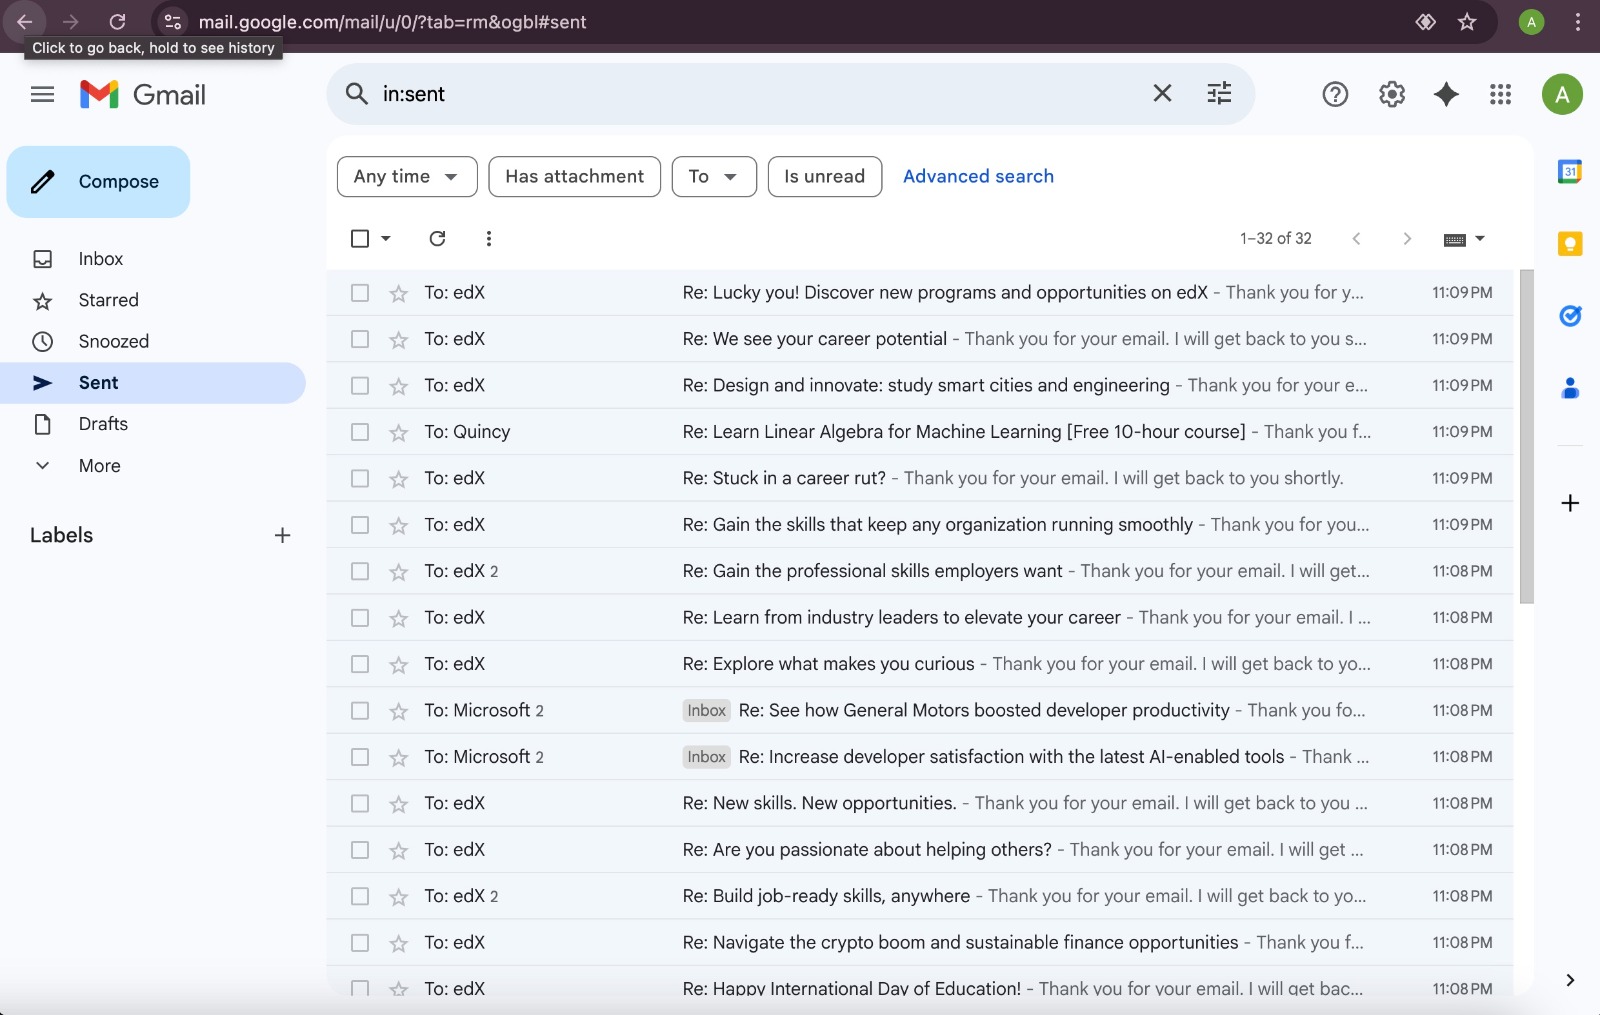 mail.google.com/mail/u/0/?tab=rm&ogbl#sent
A
Click to go back, hold to see history
Gmail
in:sent
A
Compose
Any time
Has attachment
To
Is unread
Advanced search
31
1–32 of 32
Inbox
Starred
Snoozed
Sent
Drafts
More
Labels
To: edX Re: Lucky you! Discover new programs and opportunities on edX - Thank you for y... 11:09 PM
To: edX Re: We see your career potential - Thank you for your email. I will get back to you s... 11:09 PM
To: edX Re: Design and innovate: study smart cities and engineering - Thank you for your e... 11:09 PM
To: Quincy Re: Learn Linear Algebra for Machine Learning [Free 10-hour course] - Thank you f... 11:09 PM
To: edX Re: Stuck in a career rut? - Thank you for your email. I will get back to you shortly. 11:09 PM
To: edX Re: Gain the skills that keep any organization running smoothly - Thank you for you... 11:09 PM
To: edX 2 Re: Gain the professional skills employers want - Thank you for your email. I will get... 11:08 PM
To: edX Re: Learn from industry leaders to elevate your career - Thank you for your email. I ... 11:08 PM
To: edX Re: Explore what makes you curious - Thank you for your email. I will get back to yo... 11:08 PM
To: Microsoft 2 Inbox Re: See how General Motors boosted developer productivity - Thank you fo... 11:08 PM
To: Microsoft 2 Inbox Re: Increase developer satisfaction with the latest AI-enabled tools - Thank ... 11:08 PM
To: edX Re: New skills. New opportunities. - Thank you for your email. I will get back to you ... 11:08 PM
To: edX Re: Are you passionate about helping others? - Thank you for your email. I will get ... 11:08 PM
To: edX 2 Re: Build job-ready skills, anywhere - Thank you for your email. I will get back to yo... 11:08 PM
To: edX Re: Navigate the crypto boom and sustainable finance opportunities - Thank you f... 11:08 PM
To: edX Re: Happy International Day of Education! - Thank you for your email. I will get bac... 11:08 PM